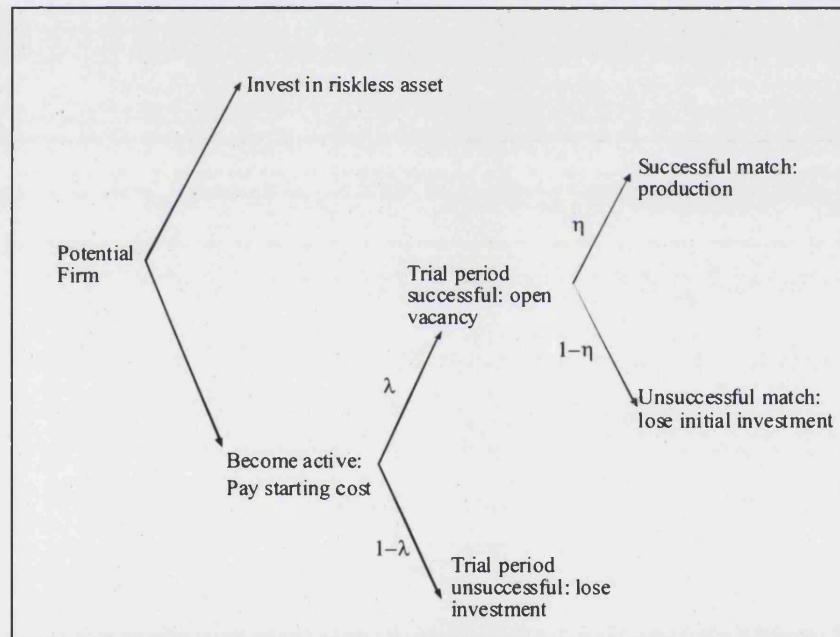 Invest in riskless asset
Successful match:
production
η
Potential
Firm
Trial period
successful: open
vacancy
1−η
λ
Unsuccessful match:
lose initial investment
Become active:
Pay starting cost
1−λ
Trial period
unsuccessful: lose
investment